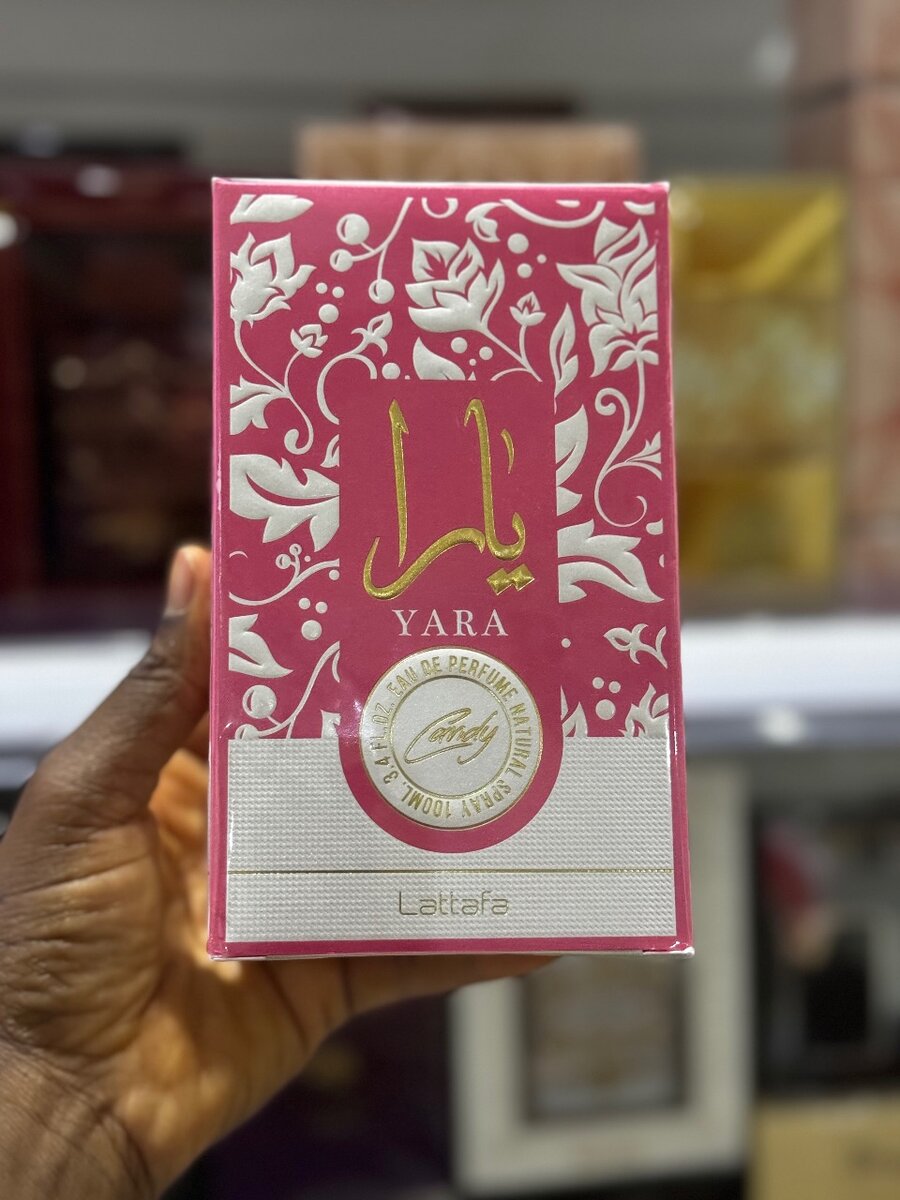 يارا
YARA
3.4 FL.OZ. EAU DE PERFUME NATURAL SPRAY 100ML.
Candy
Lattafa